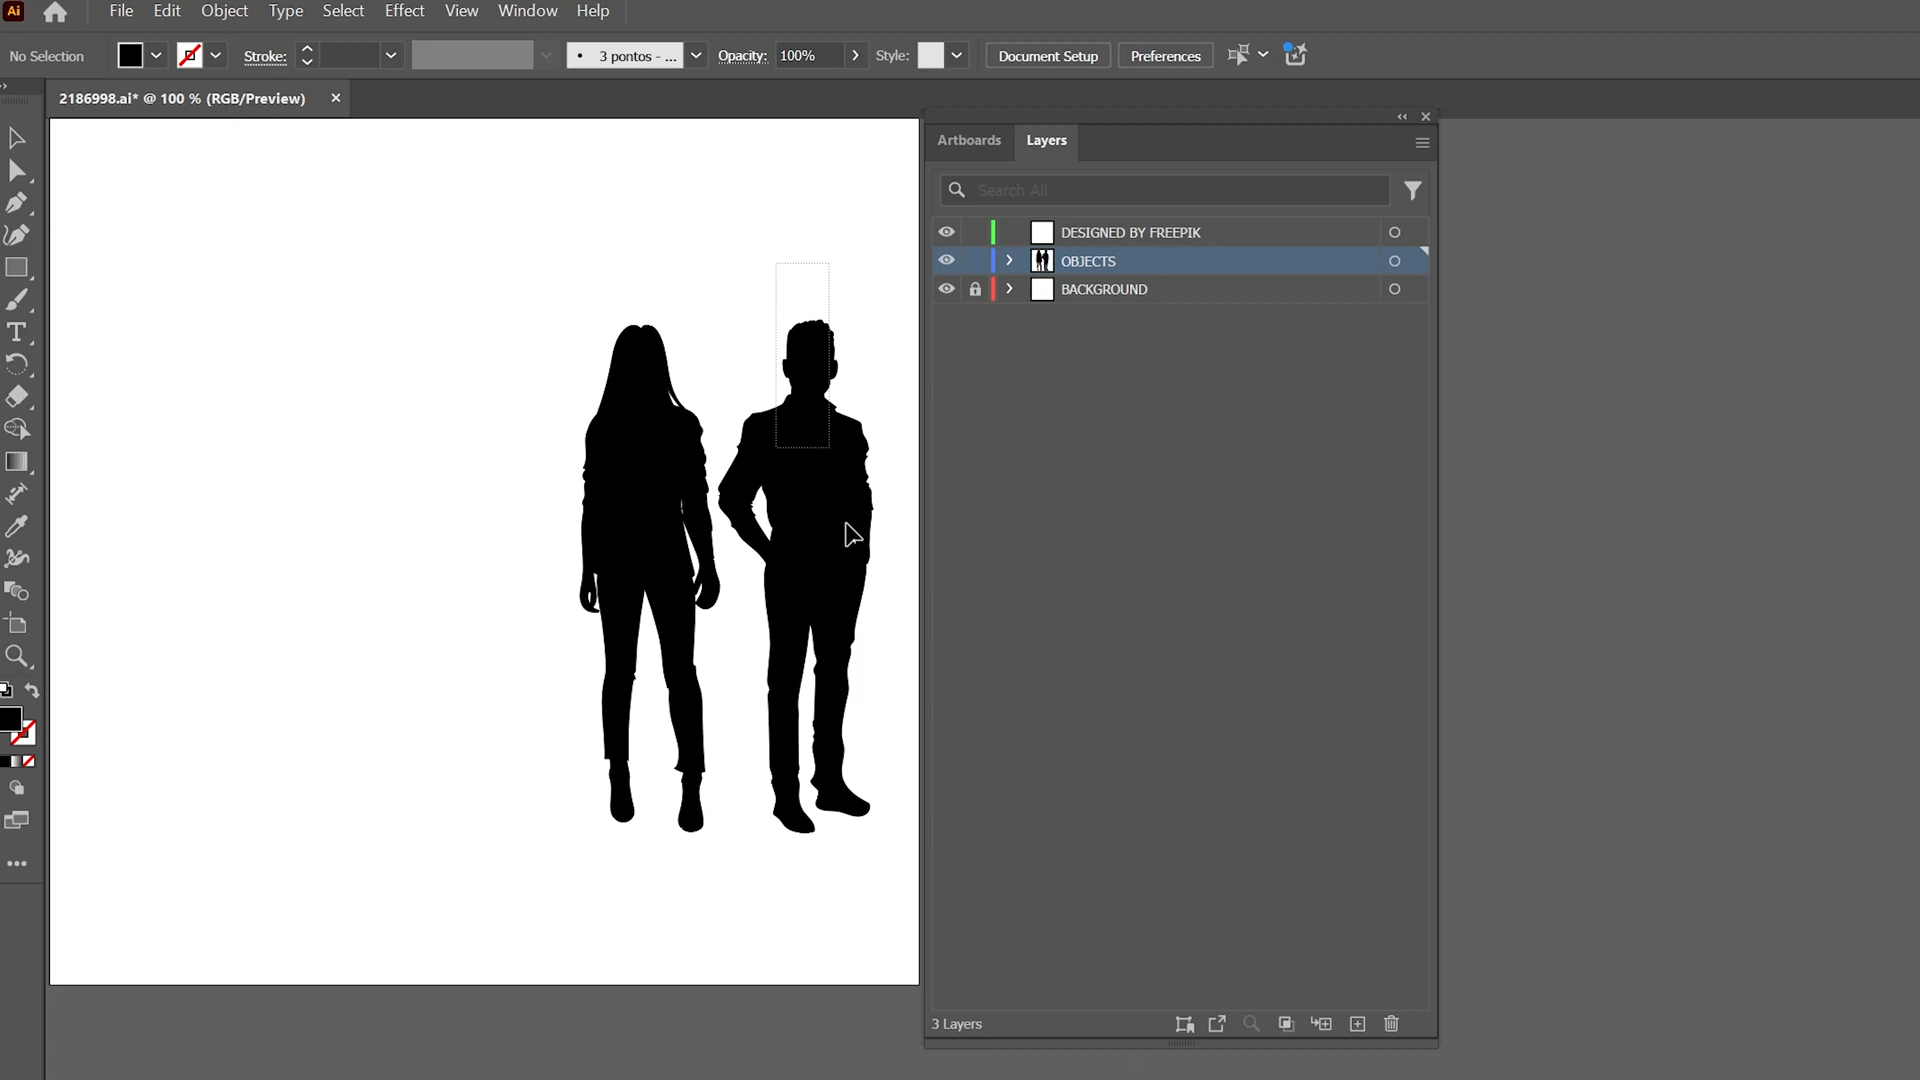 Ai File Edit Object Type Select Effect View Window Help
No Selection Stroke: • 3 pontos - ... Opacity: 100% Style: Document Setup Preferences
2186998.ai* @ 100 % (RGB/Preview) ×
Artboards Layers
Search All
DESIGNED BY FREEPIK
OBJECTS
BACKGROUND
3 Layers